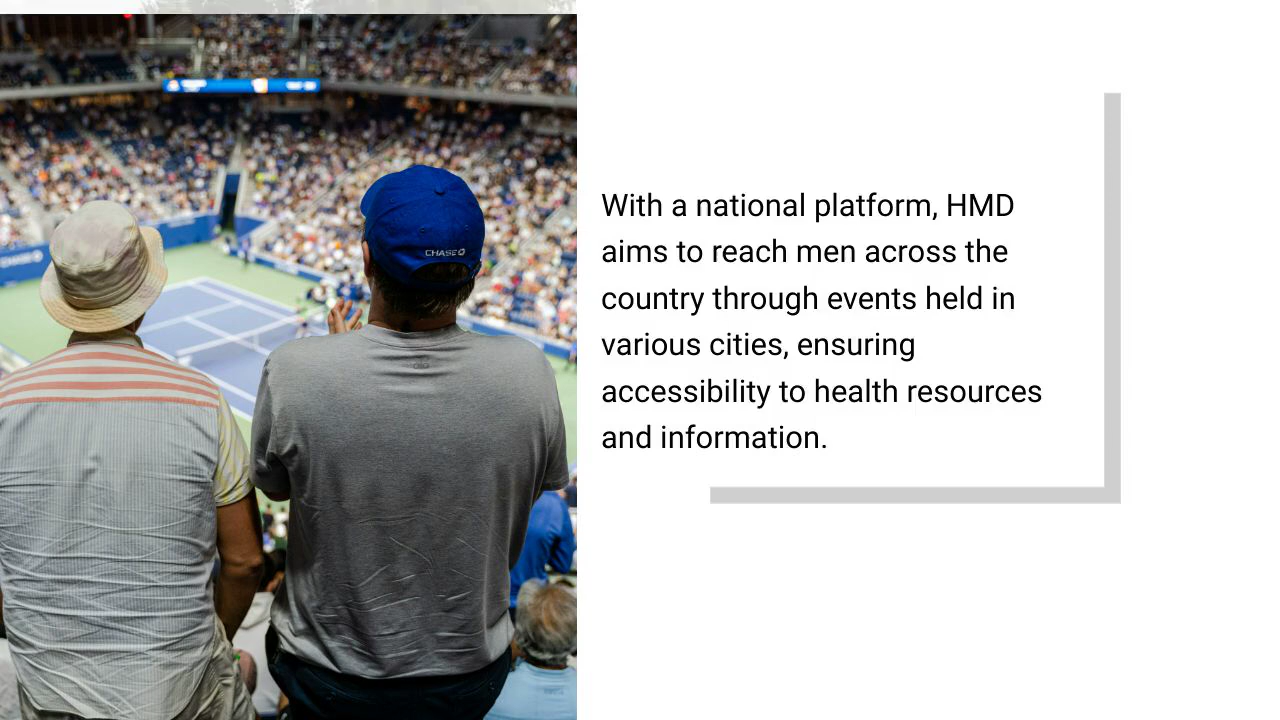 With a national platform, HMD
aims to reach men across the
country through events held in
various cities, ensuring
accessibility to health resources
and information.
CHASE
CHASE